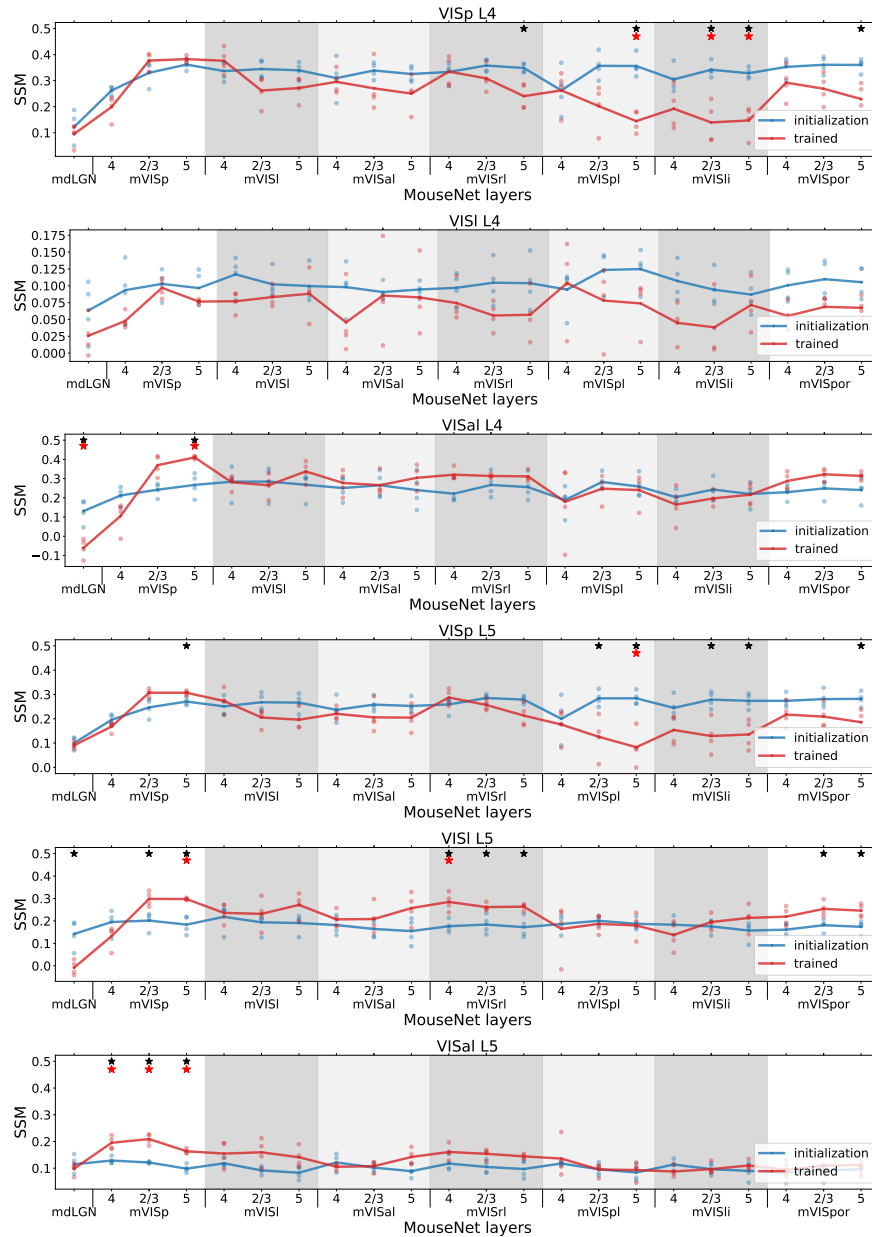 VISp L4
0.5
0.4
0.3
0.2
0.1
SSM
initialization
trained
4 2/3 5 4 2/3 5 4 2/3 5 4 2/3 5 4 2/3 5 4 2/3 5 4 2/3 5
mdLGN mVISp mVISl mVISal mVISrl mVISpl mVISli mVISpor
MouseNet layers
VISl L4
0.175
0.150
0.125
0.100
0.075
0.050
0.025
0.000
SSM
initialization
trained
4 2/3 5 4 2/3 5 4 2/3 5 4 2/3 5 4 2/3 5 4 2/3 5 4 2/3 5
mdLGN mVISp mVISl mVISal mVISrl mVISpl mVISli mVISpor
MouseNet layers
VISal L4
0.5
0.4
0.3
0.2
0.1
0.0
−0.1
SSM
initialization
trained
4 2/3 5 4 2/3 5 4 2/3 5 4 2/3 5 4 2/3 5 4 2/3 5 4 2/3 5
mdLGN mVISp mVISl mVISal mVISrl mVISpl mVISli mVISpor
MouseNet layers
VISp L5
0.5
0.4
0.3
0.2
0.1
0.0
SSM
initialization
trained
4 2/3 5 4 2/3 5 4 2/3 5 4 2/3 5 4 2/3 5 4 2/3 5 4 2/3 5
mdLGN mVISp mVISl mVISal mVISrl mVISpl mVISli mVISpor
MouseNet layers
VISl L5
0.5
0.4
0.3
0.2
0.1
0.0
SSM
initialization
trained
4 2/3 5 4 2/3 5 4 2/3 5 4 2/3 5 4 2/3 5 4 2/3 5 4 2/3 5
mdLGN mVISp mVISl mVISal mVISrl mVISpl mVISli mVISpor
MouseNet layers
VISal L5
0.5
0.4
0.3
0.2
0.1
SSM
initialization
trained
4 2/3 5 4 2/3 5 4 2/3 5 4 2/3 5 4 2/3 5 4 2/3 5 4 2/3 5
mdLGN mVISp mVISl mVISal mVISrl mVISpl mVISli mVISpor
MouseNet layers